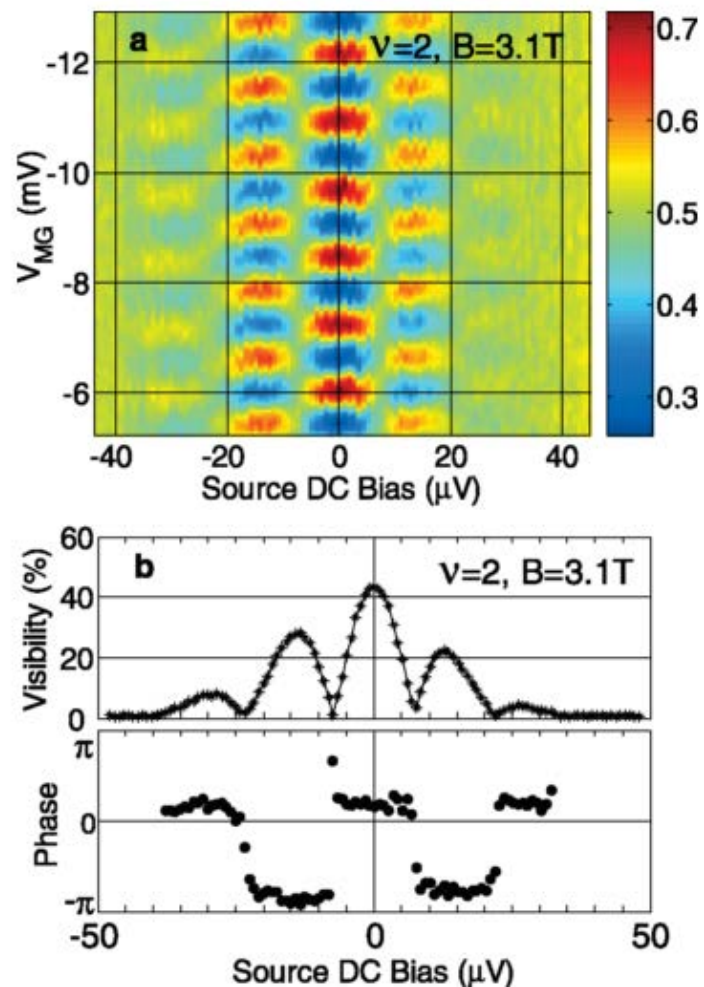 a
ν=2, B=3.1T
0.7
0.6
0.5
0.4
0.3
-12
-10
-8
-6
V_MG (mV)
-40 -20 0 20 40
Source DC Bias (μV)
b
ν=2, B=3.1T
60
40
20
0
Visibility (%)
π
0
-π
Phase
-50 0 50
Source DC Bias (μV)